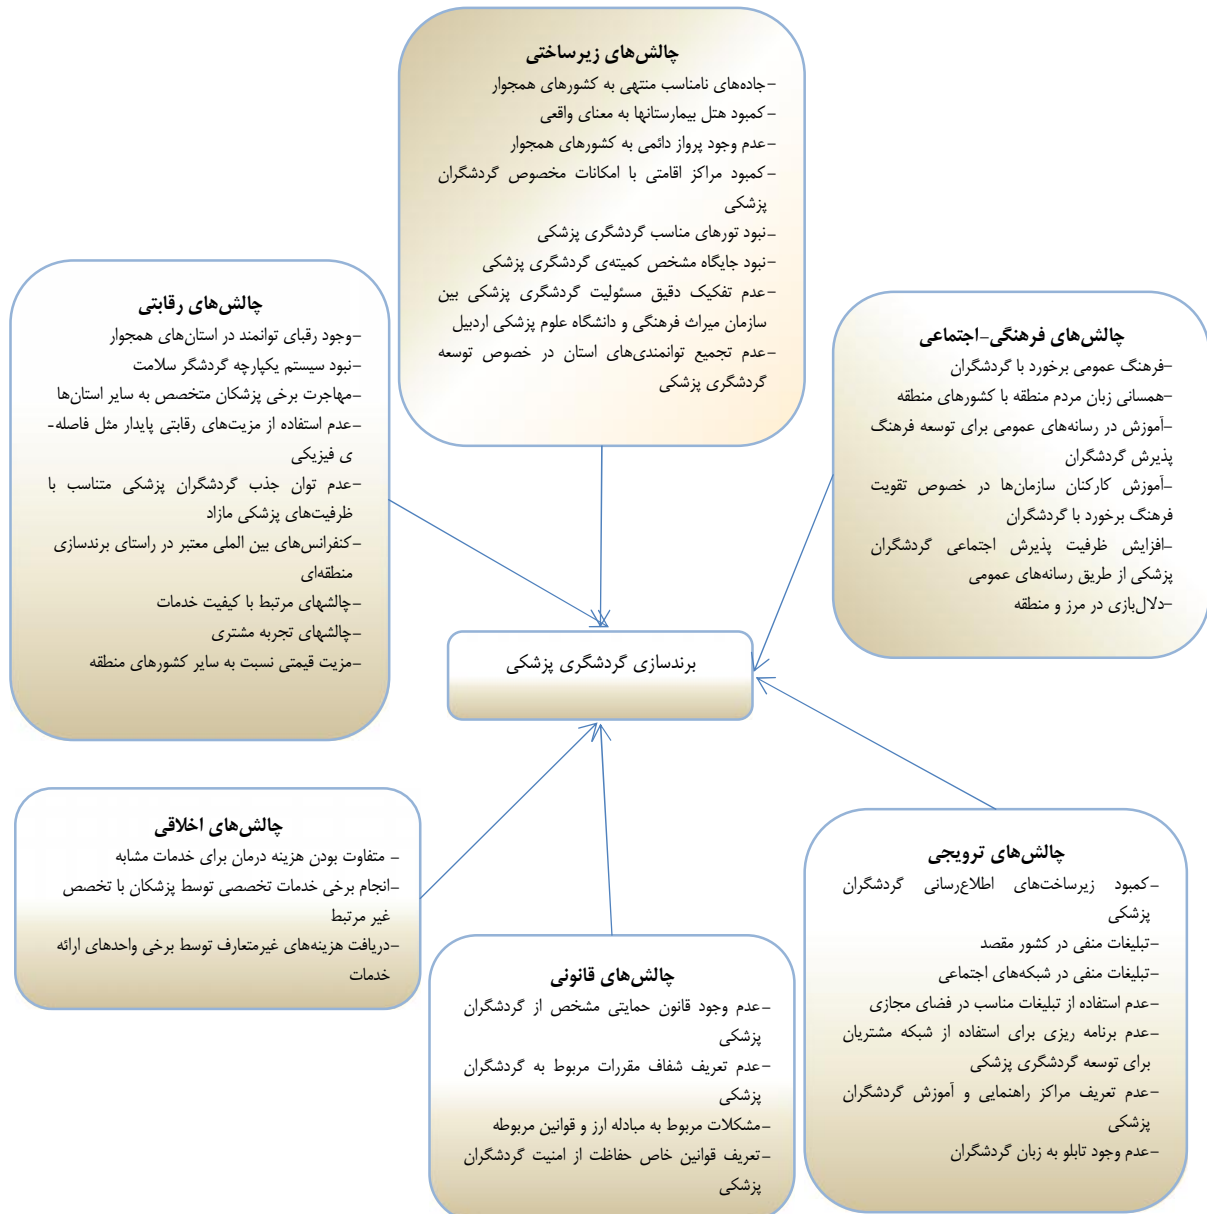 چالش‌های زیرساختی
-جاده‌های نامناسب منتهی به کشورهای همجوار
-کمبود هتل بیمارستانها به معنای واقعی
-عدم وجود پرواز دائمی به کشورهای همجوار
-کمبود مراکز اقامتی با امکانات مخصوص گردشگران
پزشکی
-نبود تورهای مناسب گردشگری پزشکی
-نبود جایگاه مشخص کمیته‌ی گردشگری پزشکی
-عدم تفکیک دقیق مسئولیت گردشگری پزشکی بین
سازمان میراث فرهنگی و دانشگاه علوم پزشکی اردبیل
-عدم تجمیع توانمندی‌های استان در خصوص توسعه
گردشگری پزشکی
چالش‌های فرهنگی-اجتماعی
-فرهنگ عمومی برخورد با گردشگران
-همسانی زبان مردم منطقه با کشورهای منطقه
-آموزش در رسانه‌های عمومی برای توسعه فرهنگ
پذیرش گردشگران
-آموزش کارکنان سازمان‌ها در خصوص تقویت
فرهنگ برخورد با گردشگران
-افزایش ظرفیت پذیرش اجتماعی گردشگران
پزشکی از طریق رسانه‌های عمومی
-دلال‌بازی در مرز و منطقه
چالش‌های رقابتی
-وجود رقبای توانمند در استان‌های همجوار
-نبود سیستم یکپارچه گردشگر سلامت
-مهاجرت برخی پزشکان متخصص به سایر استان‌ها
-عدم استفاده از مزیت‌های رقابتی پایدار مثل فاصله-
ی فیزیکی
-عدم توان جذب گردشگران پزشکی متناسب با
ظرفیت‌های پزشکی مازاد
-کنفرانس‌های بین المللی معتبر در راستای برندسازی
منطقه‌ای
-چالشهای مرتبط با کیفیت خدمات
-چالشهای تجربه مشتری
-مزیت قیمتی نسبت به سایر کشورهای منطقه
برندسازی گردشگری پزشکی
چالش‌های ترویجی
-کمبود زیرساخت‌های اطلاع‌رسانی گردشگران
پزشکی
-تبلیغات منفی در کشور مقصد
-تبلیغات منفی در شبکه‌های اجتماعی
-عدم استفاده از تبلیغات مناسب در فضای مجازی
-عدم برنامه ریزی برای استفاده از شبکه مشتریان
برای توسعه گردشگری پزشکی
-عدم تعریف مراکز راهنمایی و آموزش گردشگران
پزشکی
-عدم وجود تابلو به زبان گردشگران
چالش‌های قانونی
-عدم وجود قانون حمایتی مشخص از گردشگران
پزشکی
-عدم تعریف شفاف مقررات مربوط به گردشگران
پزشکی
-مشکلات مربوط به مبادله ارز و قوانین مربوطه
-تعریف قوانین خاص حفاظت از امنیت گردشگران
پزشکی
چالش‌های اخلاقی
- متفاوت بودن هزینه درمان برای خدمات مشابه
-انجام برخی خدمات تخصصی توسط پزشکان با تخصص
غیر مرتبط
-دریافت هزینه‌های غیرمتعارف توسط برخی واحدهای ارائه
خدمات